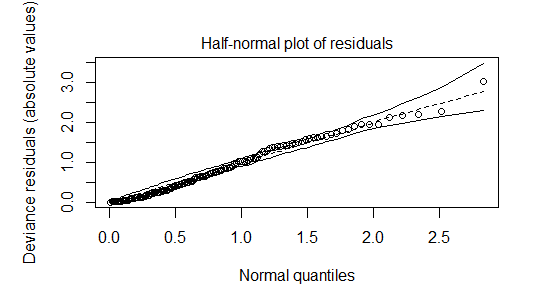 Half-normal plot of residuals
Deviance residuals (absolute values)
3.0
2.0
1.0
0.0
0.0 0.5 1.0 1.5 2.0 2.5
Normal quantiles